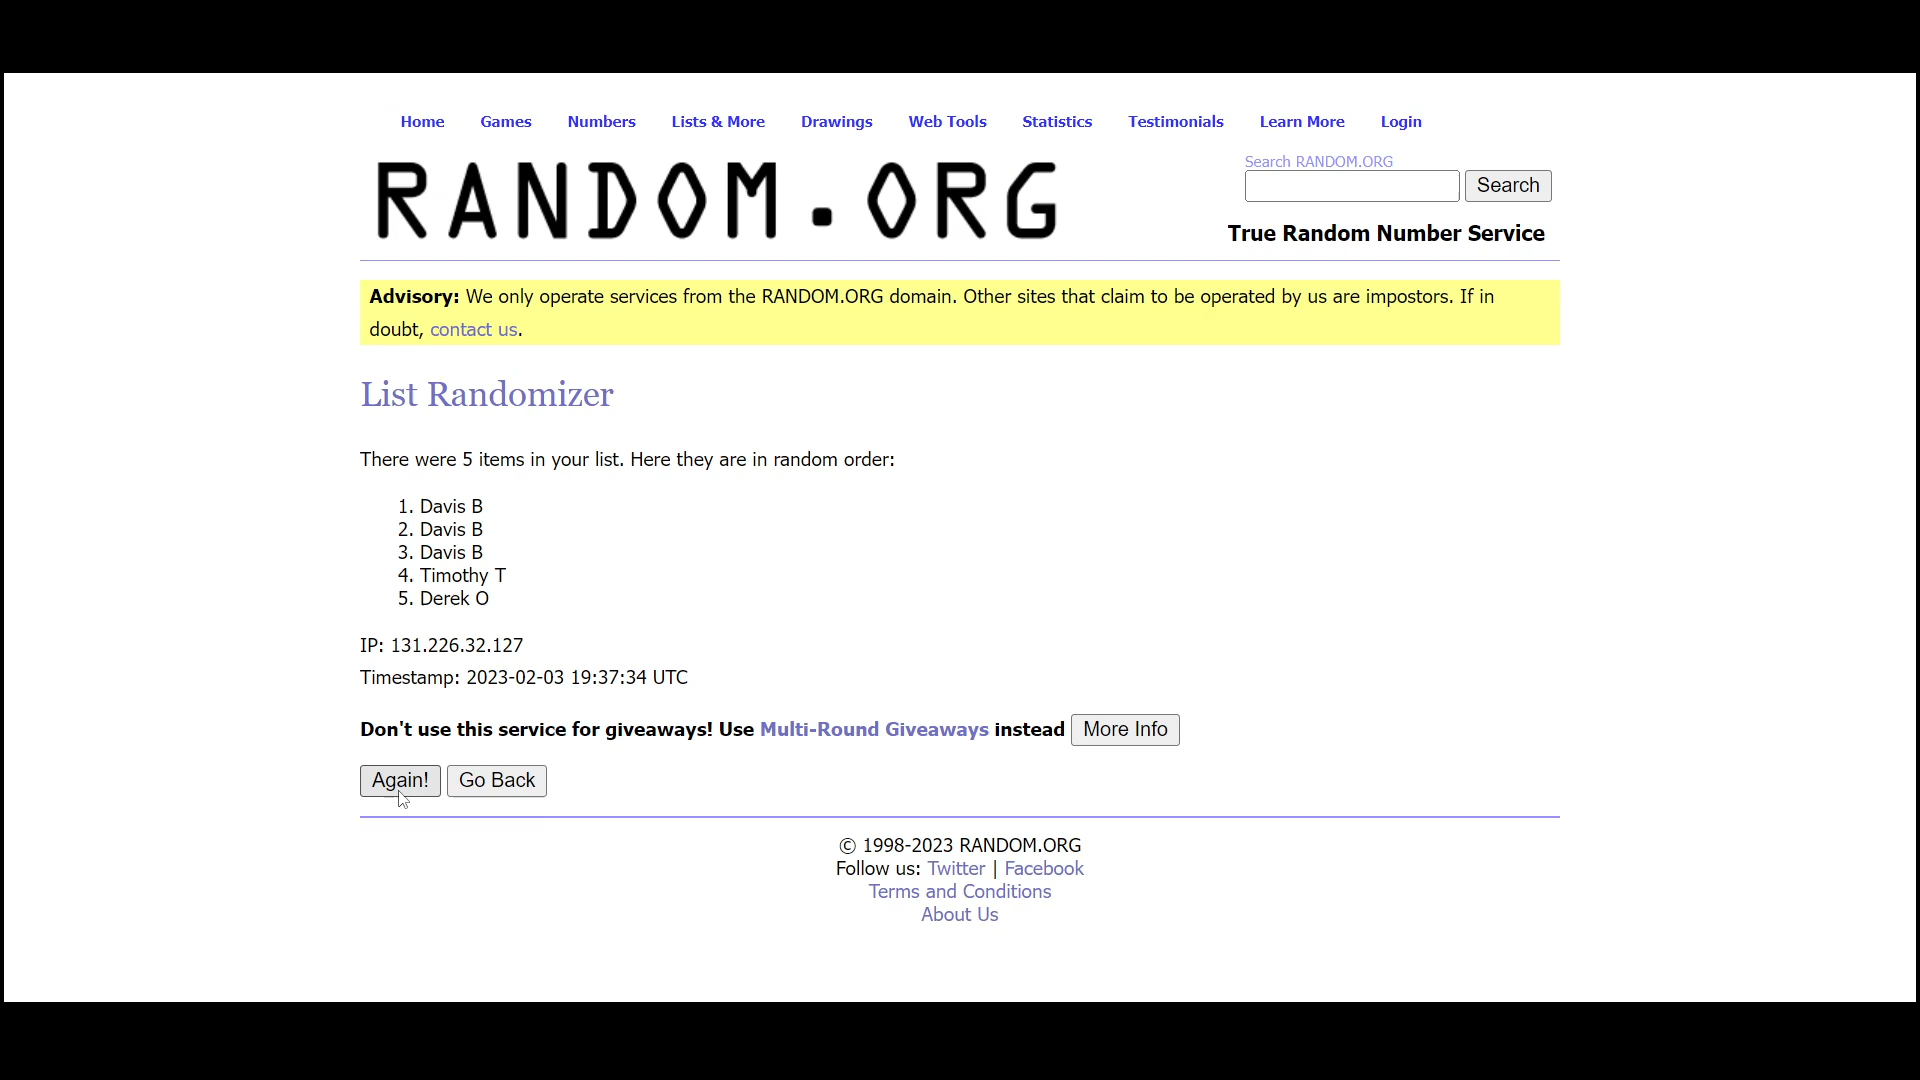 Home Games Numbers Lists & More Drawings Web Tools Statistics Testimonials Learn More Login
RANDOM.ORG
Search RANDOM.ORG
Search
True Random Number Service
Advisory: We only operate services from the RANDOM.ORG domain. Other sites that claim to be operated by us are impostors. If in
doubt, contact us.
List Randomizer
There were 5 items in your list. Here they are in random order:
1. Davis B
2. Davis B
3. Davis B
4. Timothy T
5. Derek O
IP: 131.226.32.127
Timestamp: 2023-02-03 19:37:34 UTC
Don't use this service for giveaways! Use Multi-Round Giveaways instead More Info
Again! Go Back
© 1998-2023 RANDOM.ORG
Follow us: Twitter | Facebook
Terms and Conditions
About Us